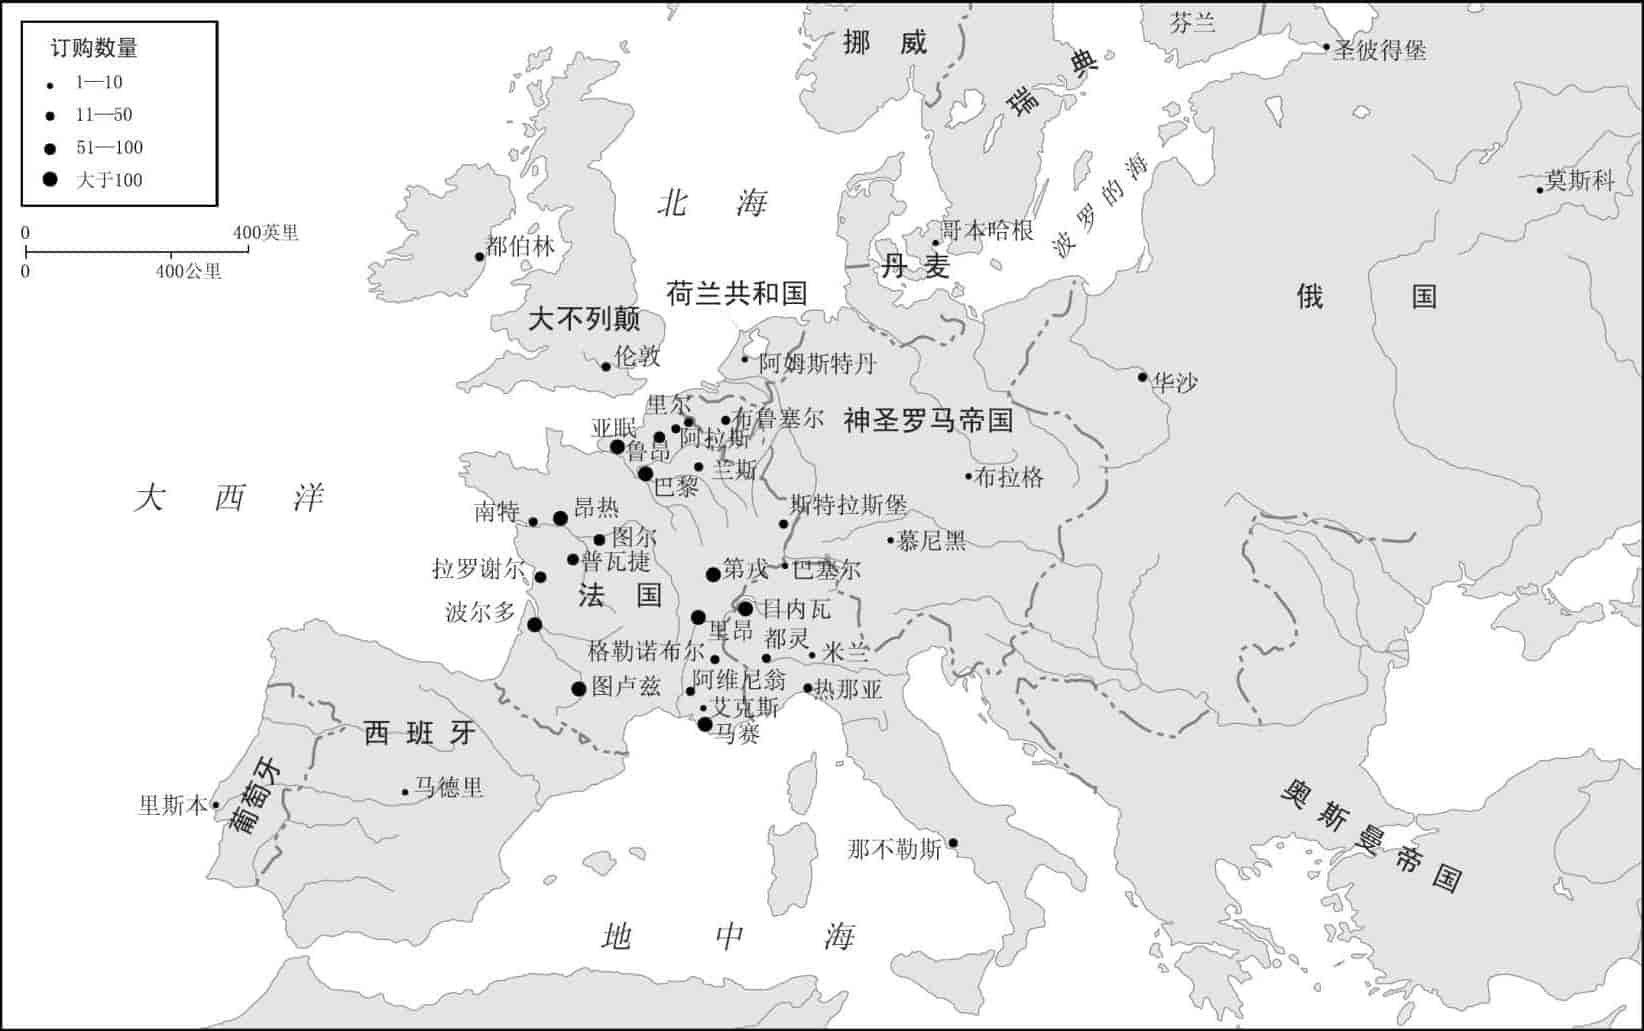 订购数量
1—10
11—50
51—100
大于100
0
400英里
0
400公里
挪 威
瑞 典
芬兰
圣彼得堡
莫斯科
北 海
波罗的海
都伯林
哥本哈根
丹 麦
俄 国
荷兰共和国
大不列颠
伦敦
阿姆斯特丹
华沙
里尔
布鲁塞尔
神圣罗马帝国
亚眠
阿拉斯
鲁昂
兰斯
巴黎
布拉格
大 西 洋
南特
昂热
斯特拉斯堡
图尔
慕尼黑
普瓦捷
拉罗谢尔
第戎
巴塞尔
法 国
波尔多
日内瓦
里昂
都灵
格勒诺布尔
米兰
图卢兹
阿维尼翁
热那亚
艾克斯
马赛
西 班 牙
葡萄牙
马德里
里斯本
奥斯曼帝国
那不勒斯
地 中 海